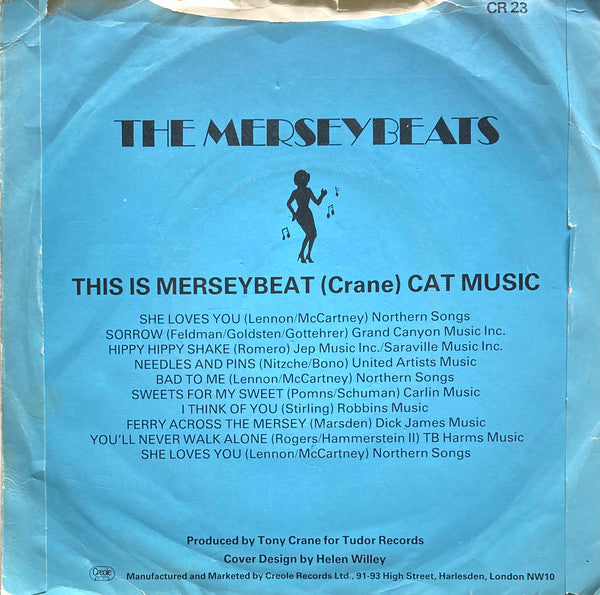 CR 23
THE MERSEYBEATS
THIS IS MERSEYBEAT (Crane) CAT MUSIC
SHE LOVES YOU (Lennon/McCartney) Northern Songs
SORROW (Feldman/Goldsten/Gottehrer) Grand Canyon Music Inc.
HIPPY HIPPY SHAKE (Romero) Jep Music Inc./Saraville Music Inc.
NEEDLES AND PINS (Nitzche/Bono) United Artists Music
BAD TO ME (Lennon/McCartney) Northern Songs
SWEETS FOR MY SWEET (Pomns/Schuman) Carlin Music
I THINK OF YOU (Stirling) Robbins Music
FERRY ACROSS THE MERSEY (Marsden) Dick James Music
YOU'LL NEVER WALK ALONE (Rogers/Hammerstein II) TB Harms Music
SHE LOVES YOU (Lennon/McCartney) Northern Songs
Produced by Tony Crane for Tudor Records
Cover Design by Helen Willey
Creole
Manufactured and Marketed by Creole Records Ltd., 91-93 High Street, Harlesden, London NW10